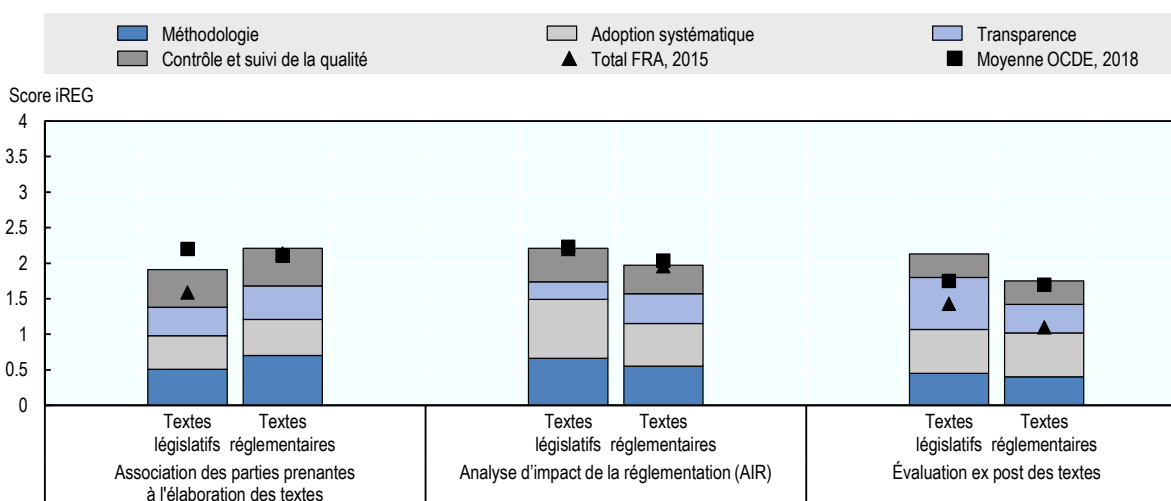 Méthodologie
Adoption systématique
Transparence
Contrôle et suivi de la qualité
Total FRA, 2015
Moyenne OCDE, 2018
Score iREG
4
3.5
3
2.5
2
1.5
1
0.5
0
Textes législatifs
Textes réglementaires
Textes législatifs
Textes réglementaires
Textes législatifs
Textes réglementaires
Association des parties prenantes
à l'élaboration des textes
Analyse d’impact de la réglementation (AIR)
Évaluation ex post des textes